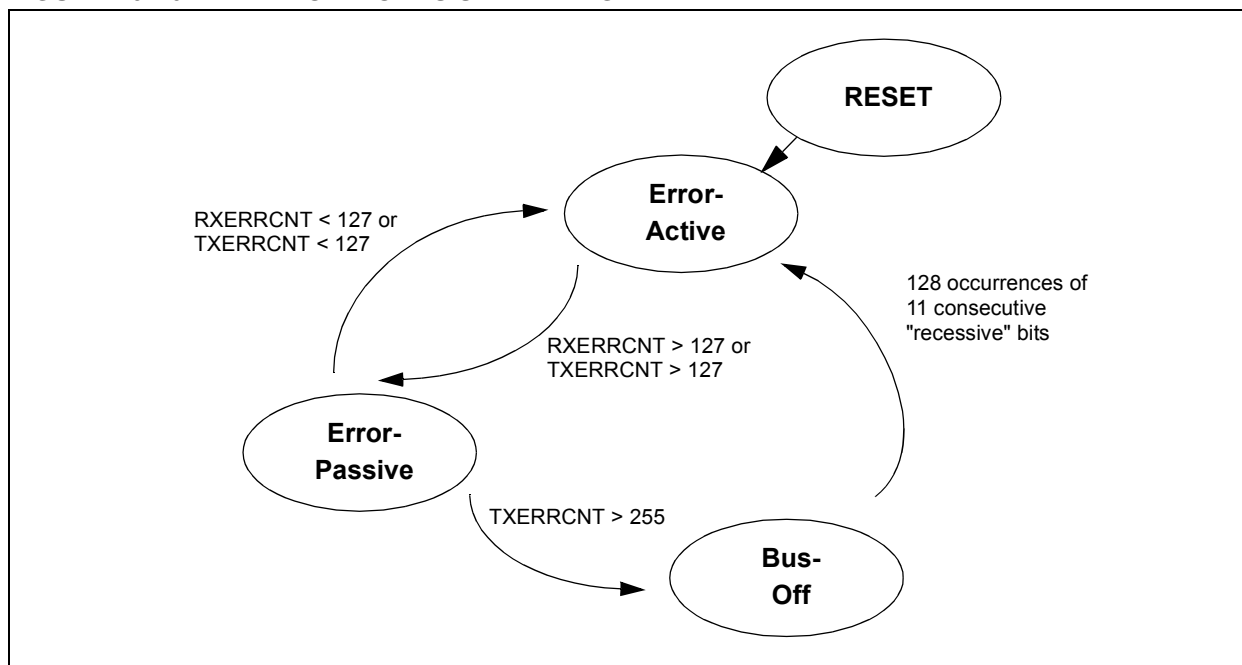 RESET
Error-
Active
RXERRCNT < 127 or
TXERRCNT < 127
128 occurrences of
11 consecutive
"recessive" bits
RXERRCNT > 127 or
TXERRCNT > 127
Error-
Passive
TXERRCNT > 255
Bus-
Off